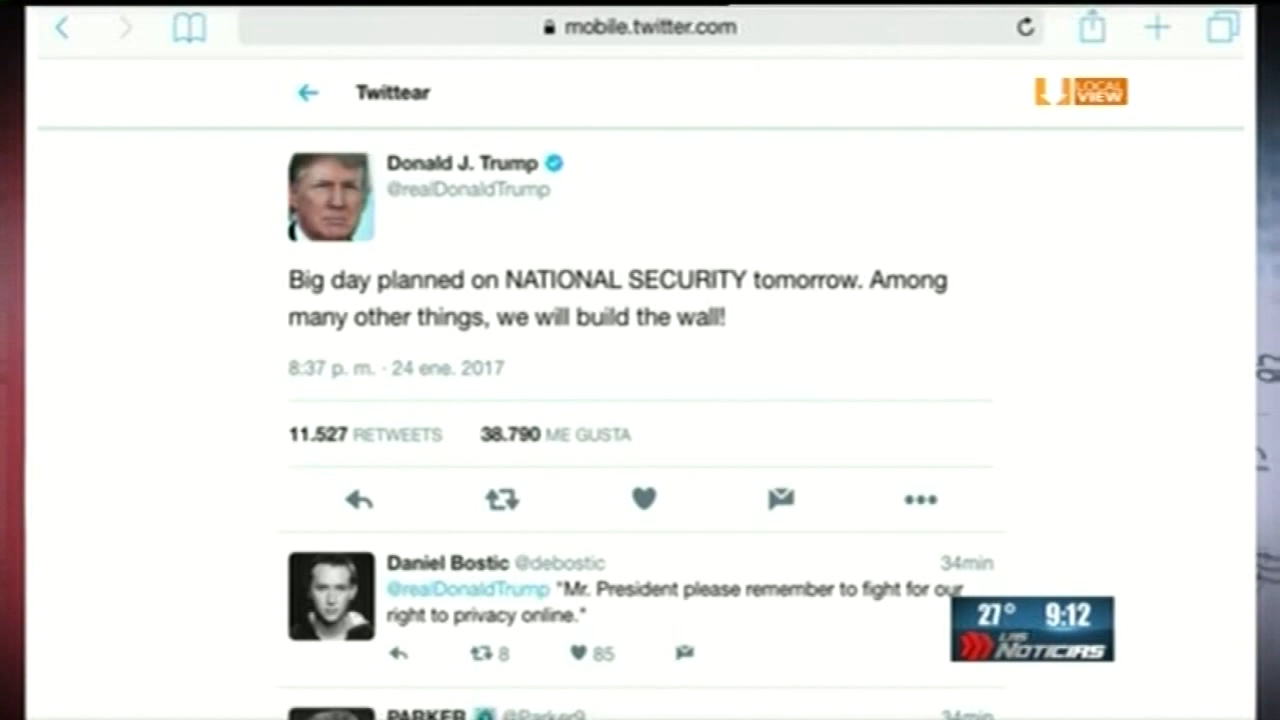 mobile.twitter.com
Twittear
LOCAL
VIEW
Donald J. Trump
@realDonaldTrump
Big day planned on NATIONAL SECURITY tomorrow. Among
many other things, we will build the wall!
8:37 p. m. · 24 ene. 2017
11.527 RETWEETS 38.790 ME GUSTA
Daniel Bostic @debostic 34min
@realDonaldTrump "Mr. President please remember to fight for our
right to privacy online."
8 85
27° 9:12
LAS
NOTICIAS
PARKER @Parker9 34min